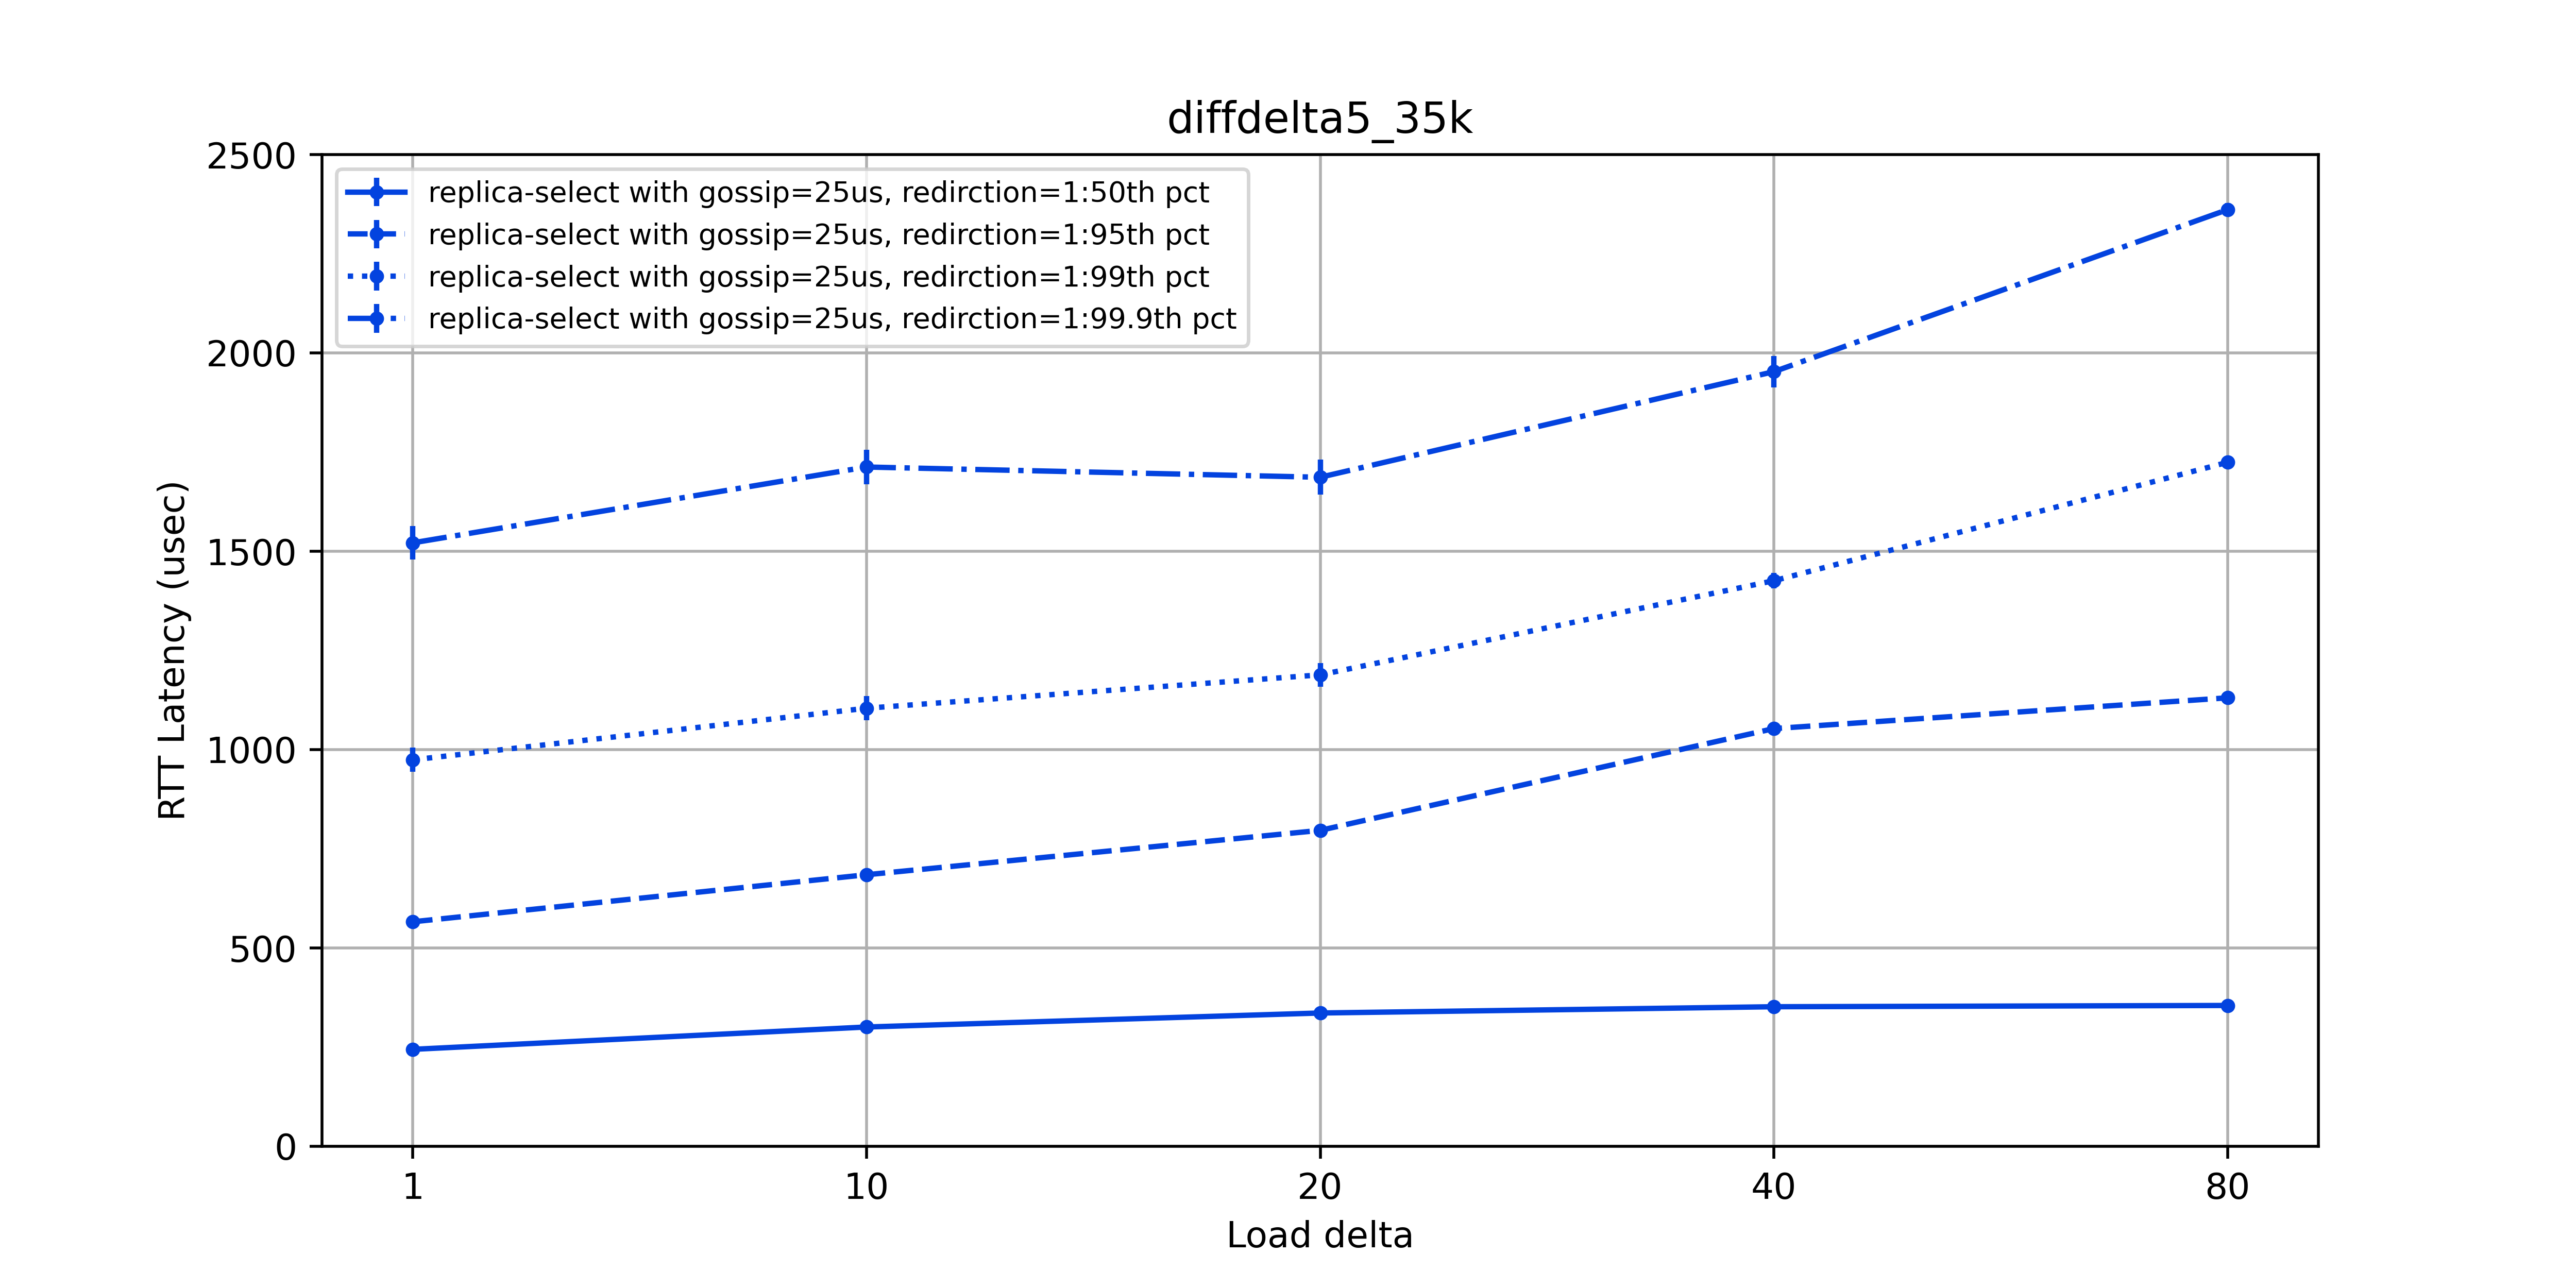 diffdelta5_35k
2500
2000
1500
1000
500
0
RTT Latency (usec)
replica-select with gossip=25us, redirction=1:50th pct
replica-select with gossip=25us, redirction=1:95th pct
replica-select with gossip=25us, redirction=1:99th pct
replica-select with gossip=25us, redirction=1:99.9th pct
1 10 20 40 80
Load delta